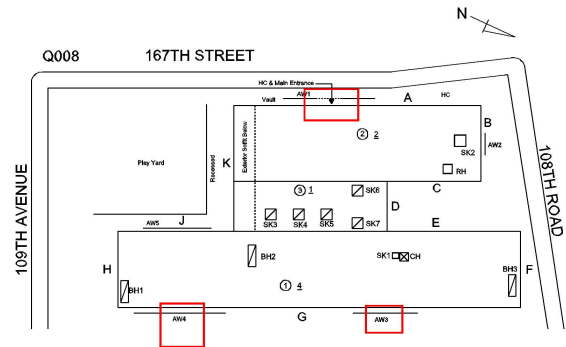 N
Q008 167TH STREET
HC & Main Entrance
Vault AW1 A HC
B
2 2
SK2 AW2
Exterior Soffit Below
Play Yard
Recessed
K
RH
C
3 1 SK6
D
108TH ROAD
109TH AVENUE
SK3 SK4 SK5 SK7
AW5 J
E
H
BH2
SK1 CH
BH3
F
BH1
1 4
AW4 G AW3